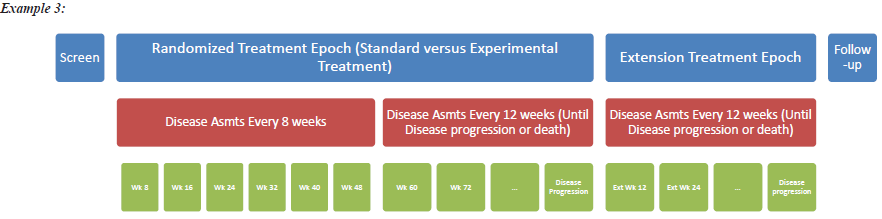 Example 3:
Screen
Randomized Treatment Epoch (Standard versus Experimental
Treatment)
Extension Treatment Epoch
Follow
-up
Disease Asmts Every 8 weeks
Disease Asmts Every 12 weeks (Until
Disease progression or death)
Disease Asmts Every 12 weeks (Until
Disease progression or death)
Wk 8
Wk 16
Wk 24
Wk 32
Wk 40
Wk 48
Wk 60
Wk 72
...
Disease
Progression
Ext Wk 12
Ext Wk 24
...
Disease
progression